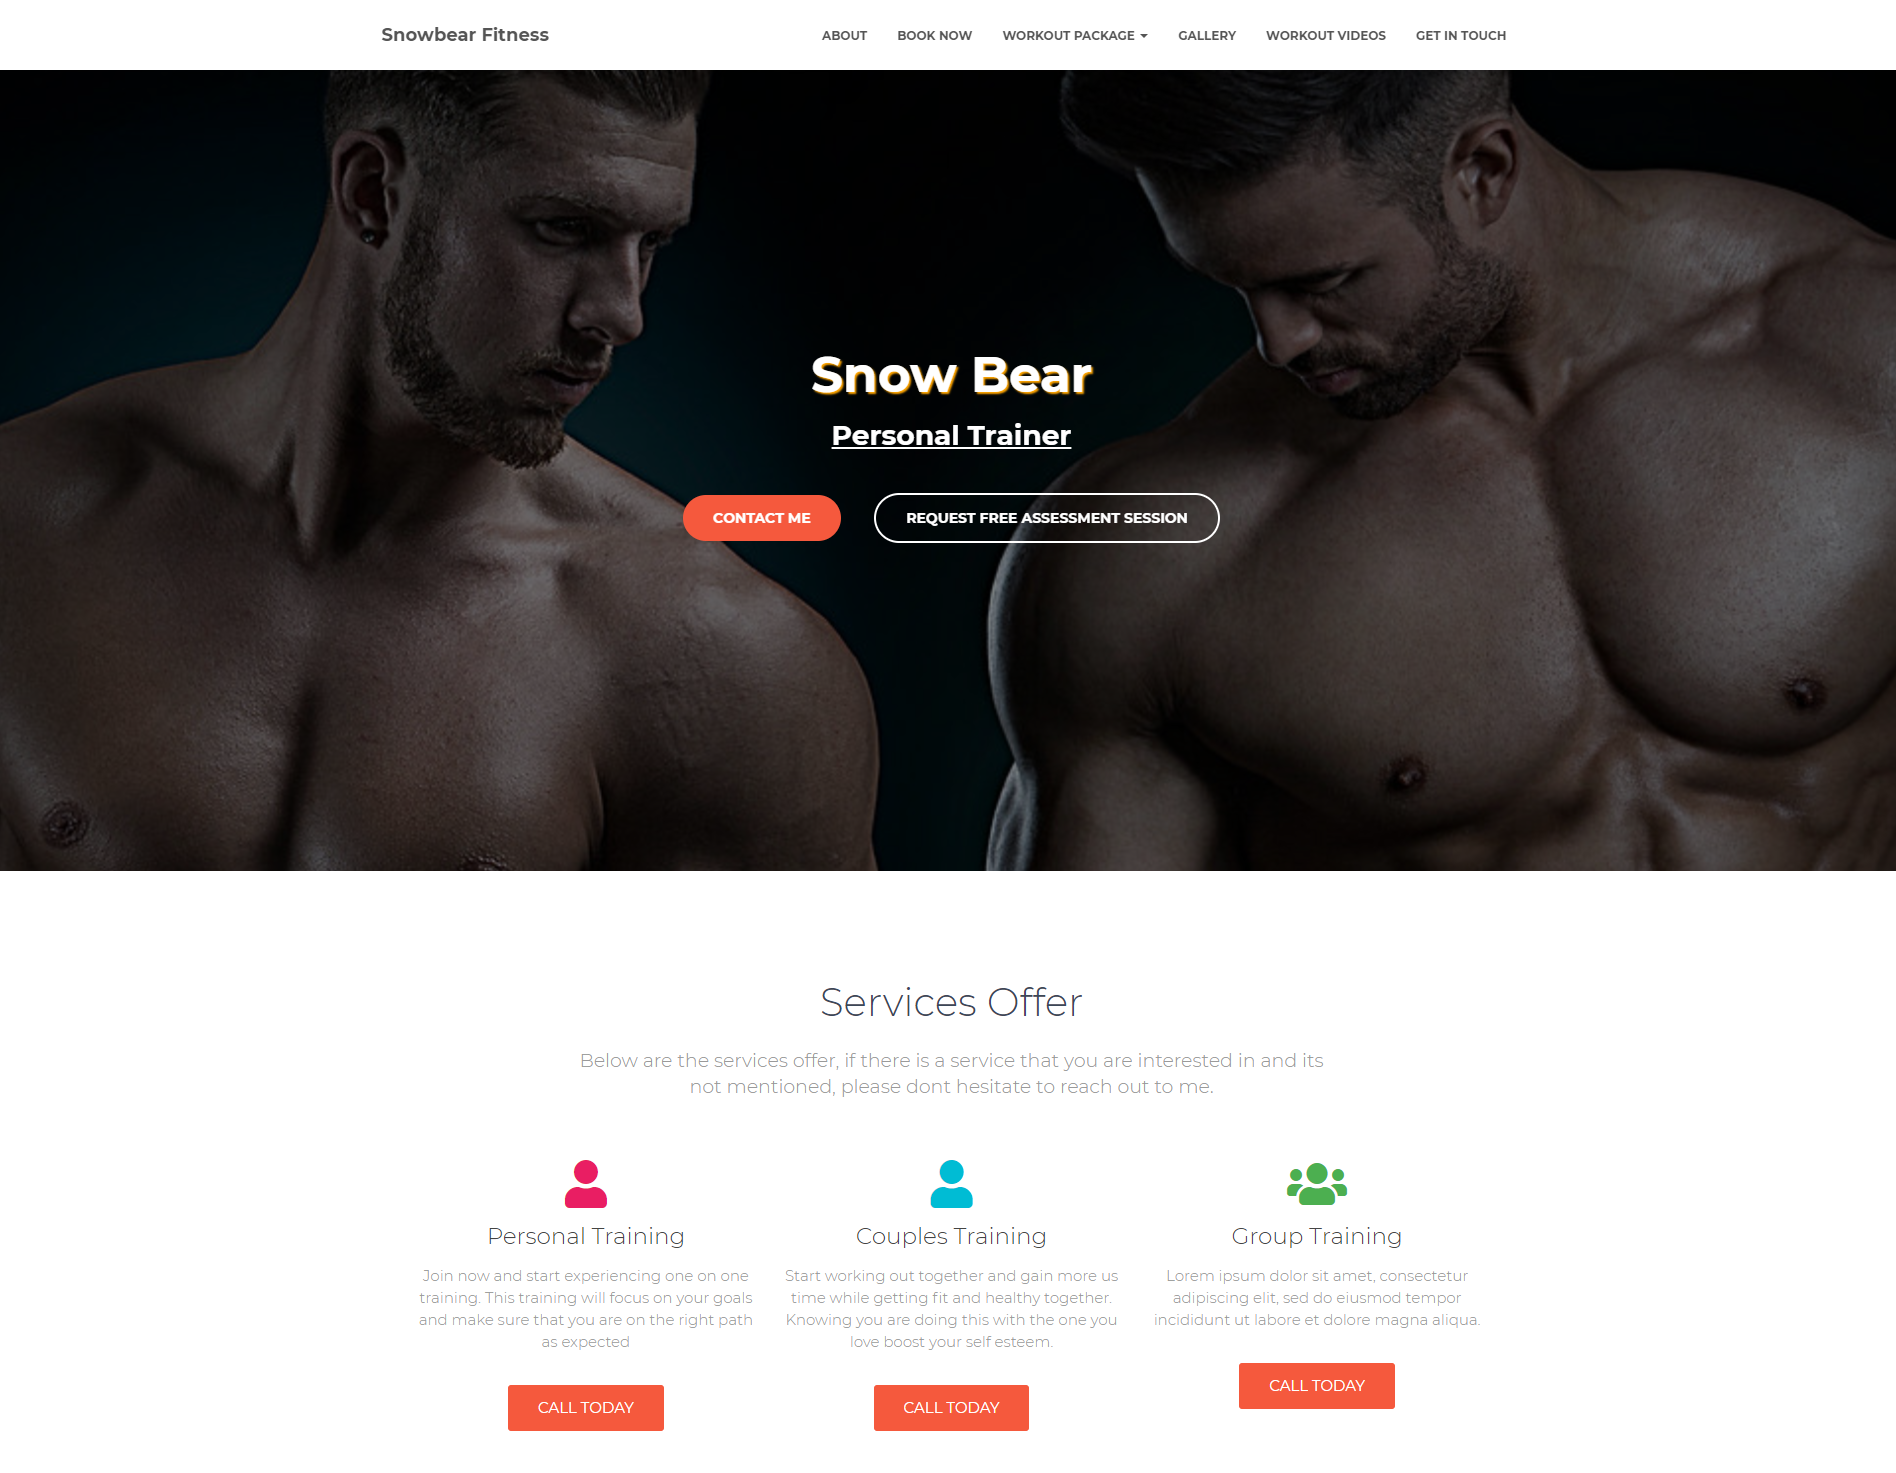 Snowbear Fitness
ABOUT
BOOK NOW
WORKOUT PACKAGE
GALLERY
WORKOUT VIDEOS
GET IN TOUCH
Snow Bear
Personal Trainer
CONTACT ME
REQUEST FREE ASSESSMENT SESSION
Services Offer
Below are the services offer, if there is a service that you are interested in and its
not mentioned, please dont hesitate to reach out to me.
Personal Training
Join now and start experiencing one on one
training. This training will focus on your goals
and make sure that you are on the right path
as expected
CALL TODAY
Couples Training
Start working out together and gain more us
time while getting fit and healthy together.
Knowing you are doing this with the one you
love boost your self esteem.
CALL TODAY
Group Training
Lorem ipsum dolor sit amet, consectetur
adipiscing elit, sed do eiusmod tempor
incididunt ut labore et dolore magna aliqua.
CALL TODAY